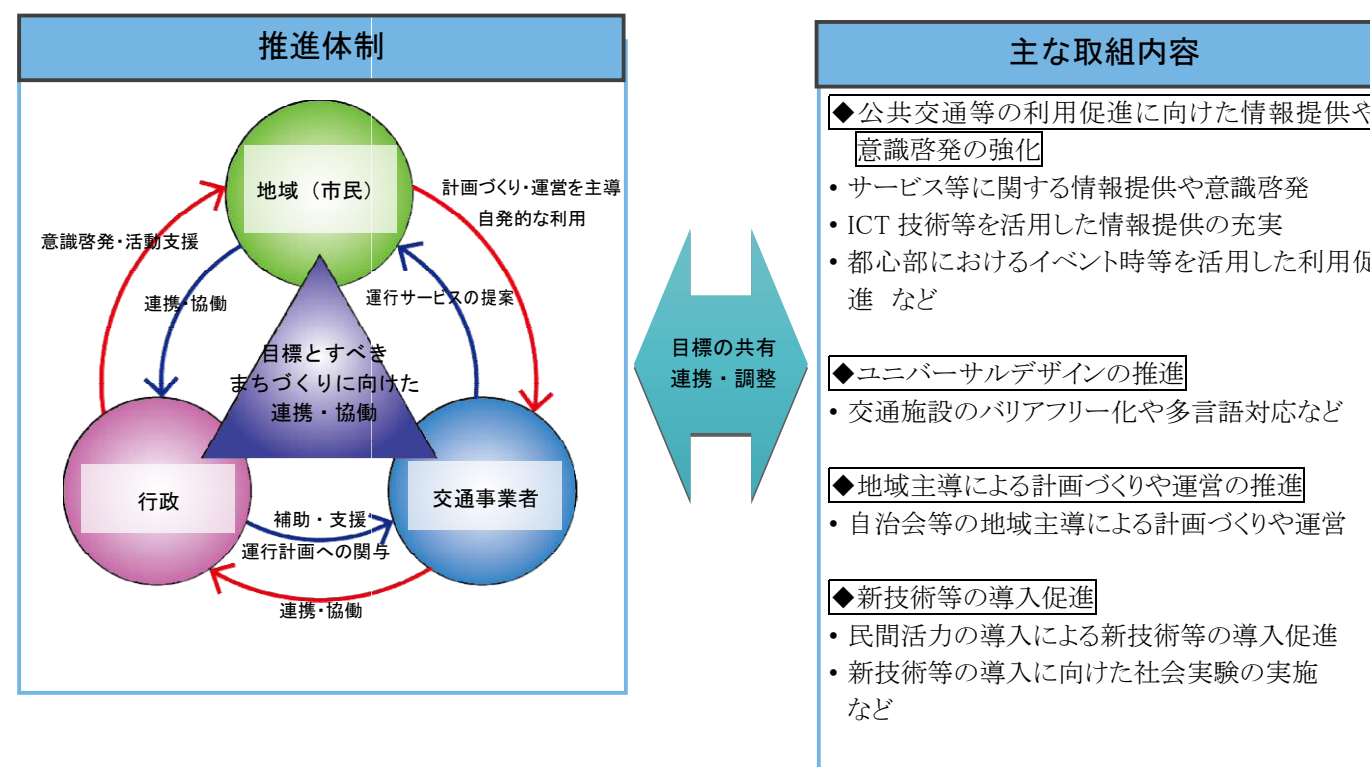 推進体制
地域（市民）
計画づくり・運営を主導
自発的な利用
意識啓発・活動支援
連携・協働
運行サービスの提案
目標とすべき
まちづくりに向けた
連携・協働
行政
交通事業者
補助・支援
運行計画への関与
連携・協働
目標の共有
連携・調整
主な取組内容
◆公共交通等の利用促進に向けた情報提供や
意識啓発の強化
・サービス等に関する情報提供や意識啓発
・ICT 技術等を活用した情報提供の充実
・都心部におけるイベント時等を活用した利用促
進　など
◆ユニバーサルデザインの推進
・交通施設のバリアフリー化や多言語対応など
◆地域主導による計画づくりや運営の推進
・自治会等の地域主導による計画づくりや運営
◆新技術等の導入促進
・民間活力の導入による新技術等の導入促進
・新技術等の導入に向けた社会実験の実施
など